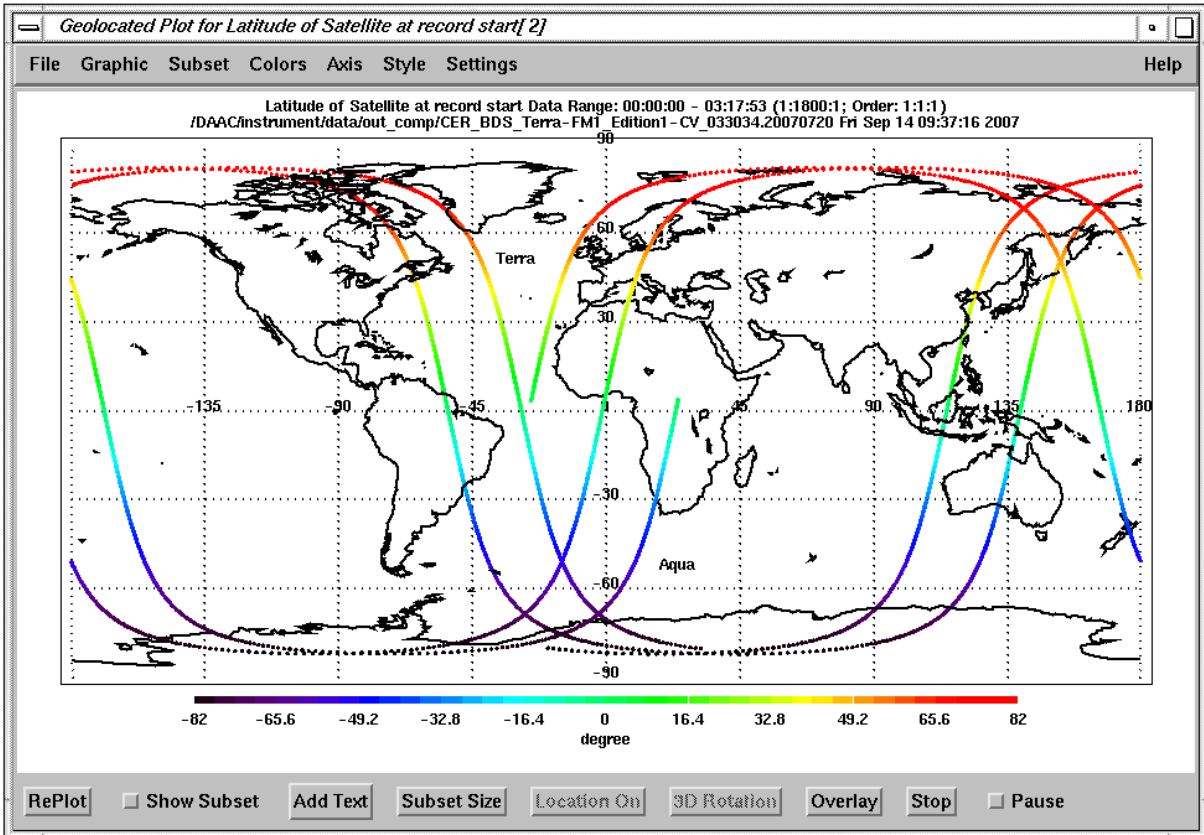 Geolocated Plot for Latitude of Satellite at record start[ 2]
File Graphic Subset Colors Axis Style Settings Help
Latitude of Satellite at record start Data Range: 00:00:00 - 03:17:53 (1:1800:1; Order: 1:1:1)
/DAAC/instrument/data/out_comp/CER_BDS_Terra-FM1_Edition1-CV_033034.20070720 Fri Sep 14 09:37:16 2007
90
60
Terra
30
-135 -90 -45 0 45 90 135 180
-30
Aqua
-60
-90
-82 -65.6 -49.2 -32.8 -16.4 0 16.4 32.8 49.2 65.6 82
degree
RePlot Show Subset Add Text Subset Size Location On 3D Rotation Overlay Stop Pause